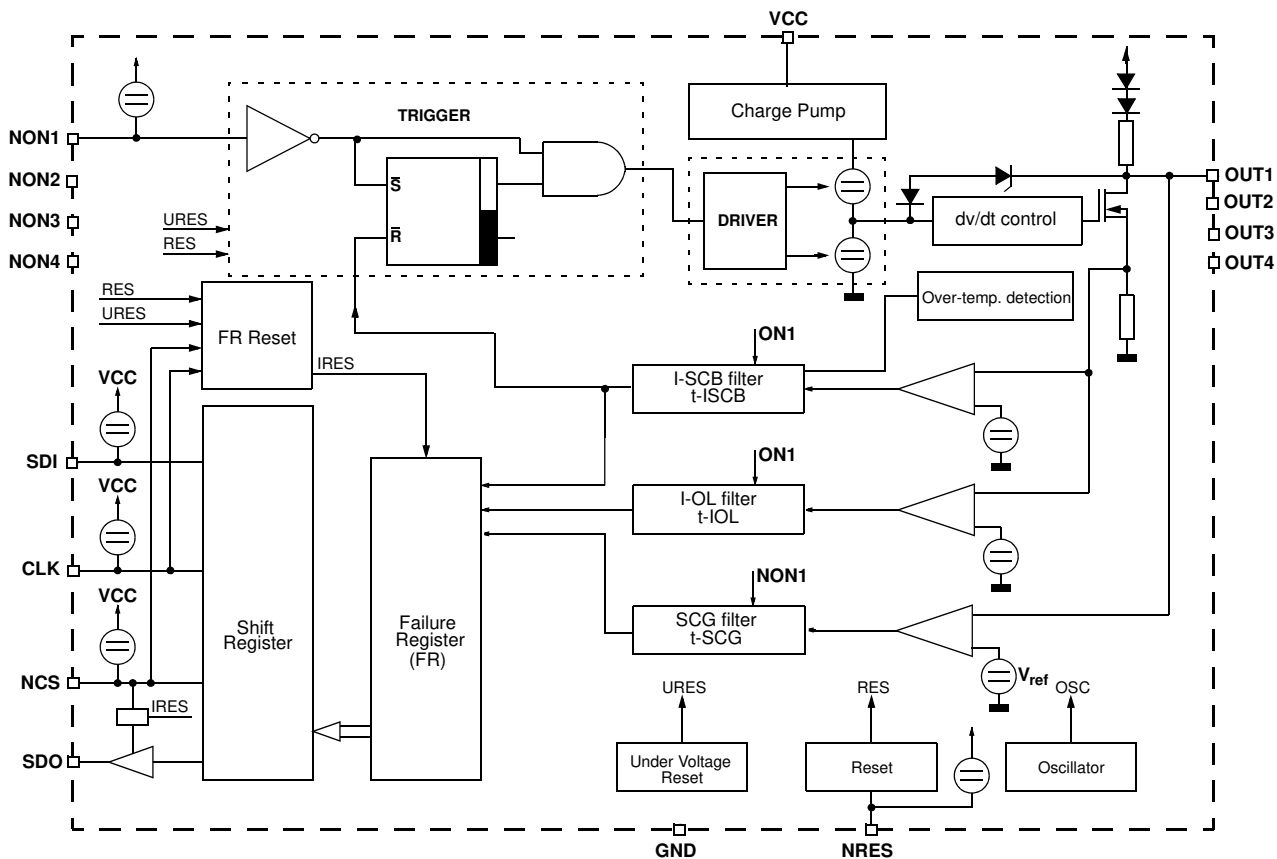 VCC
NON1
TRIGGER
Charge Pump
NON2
S̅
OUT1
OUT2
NON3
URES
R̅
DRIVER
dv/dt control
OUT3
RES
NON4
OUT4
RES
URES
FR Reset
Over-temp. detection
IRES
ON1
VCC
I-SCB filter
t-ISCB
SDI
ON1
VCC
I-OL filter
t-IOL
CLK
NON1
VCC
Shift
Register
Failure
Register
(FR)
SCG filter
t-SCG
NCS
Vref
URES
RES
OSC
IRES
SDO
Under Voltage
Reset
Reset
Oscillator
GND
NRES